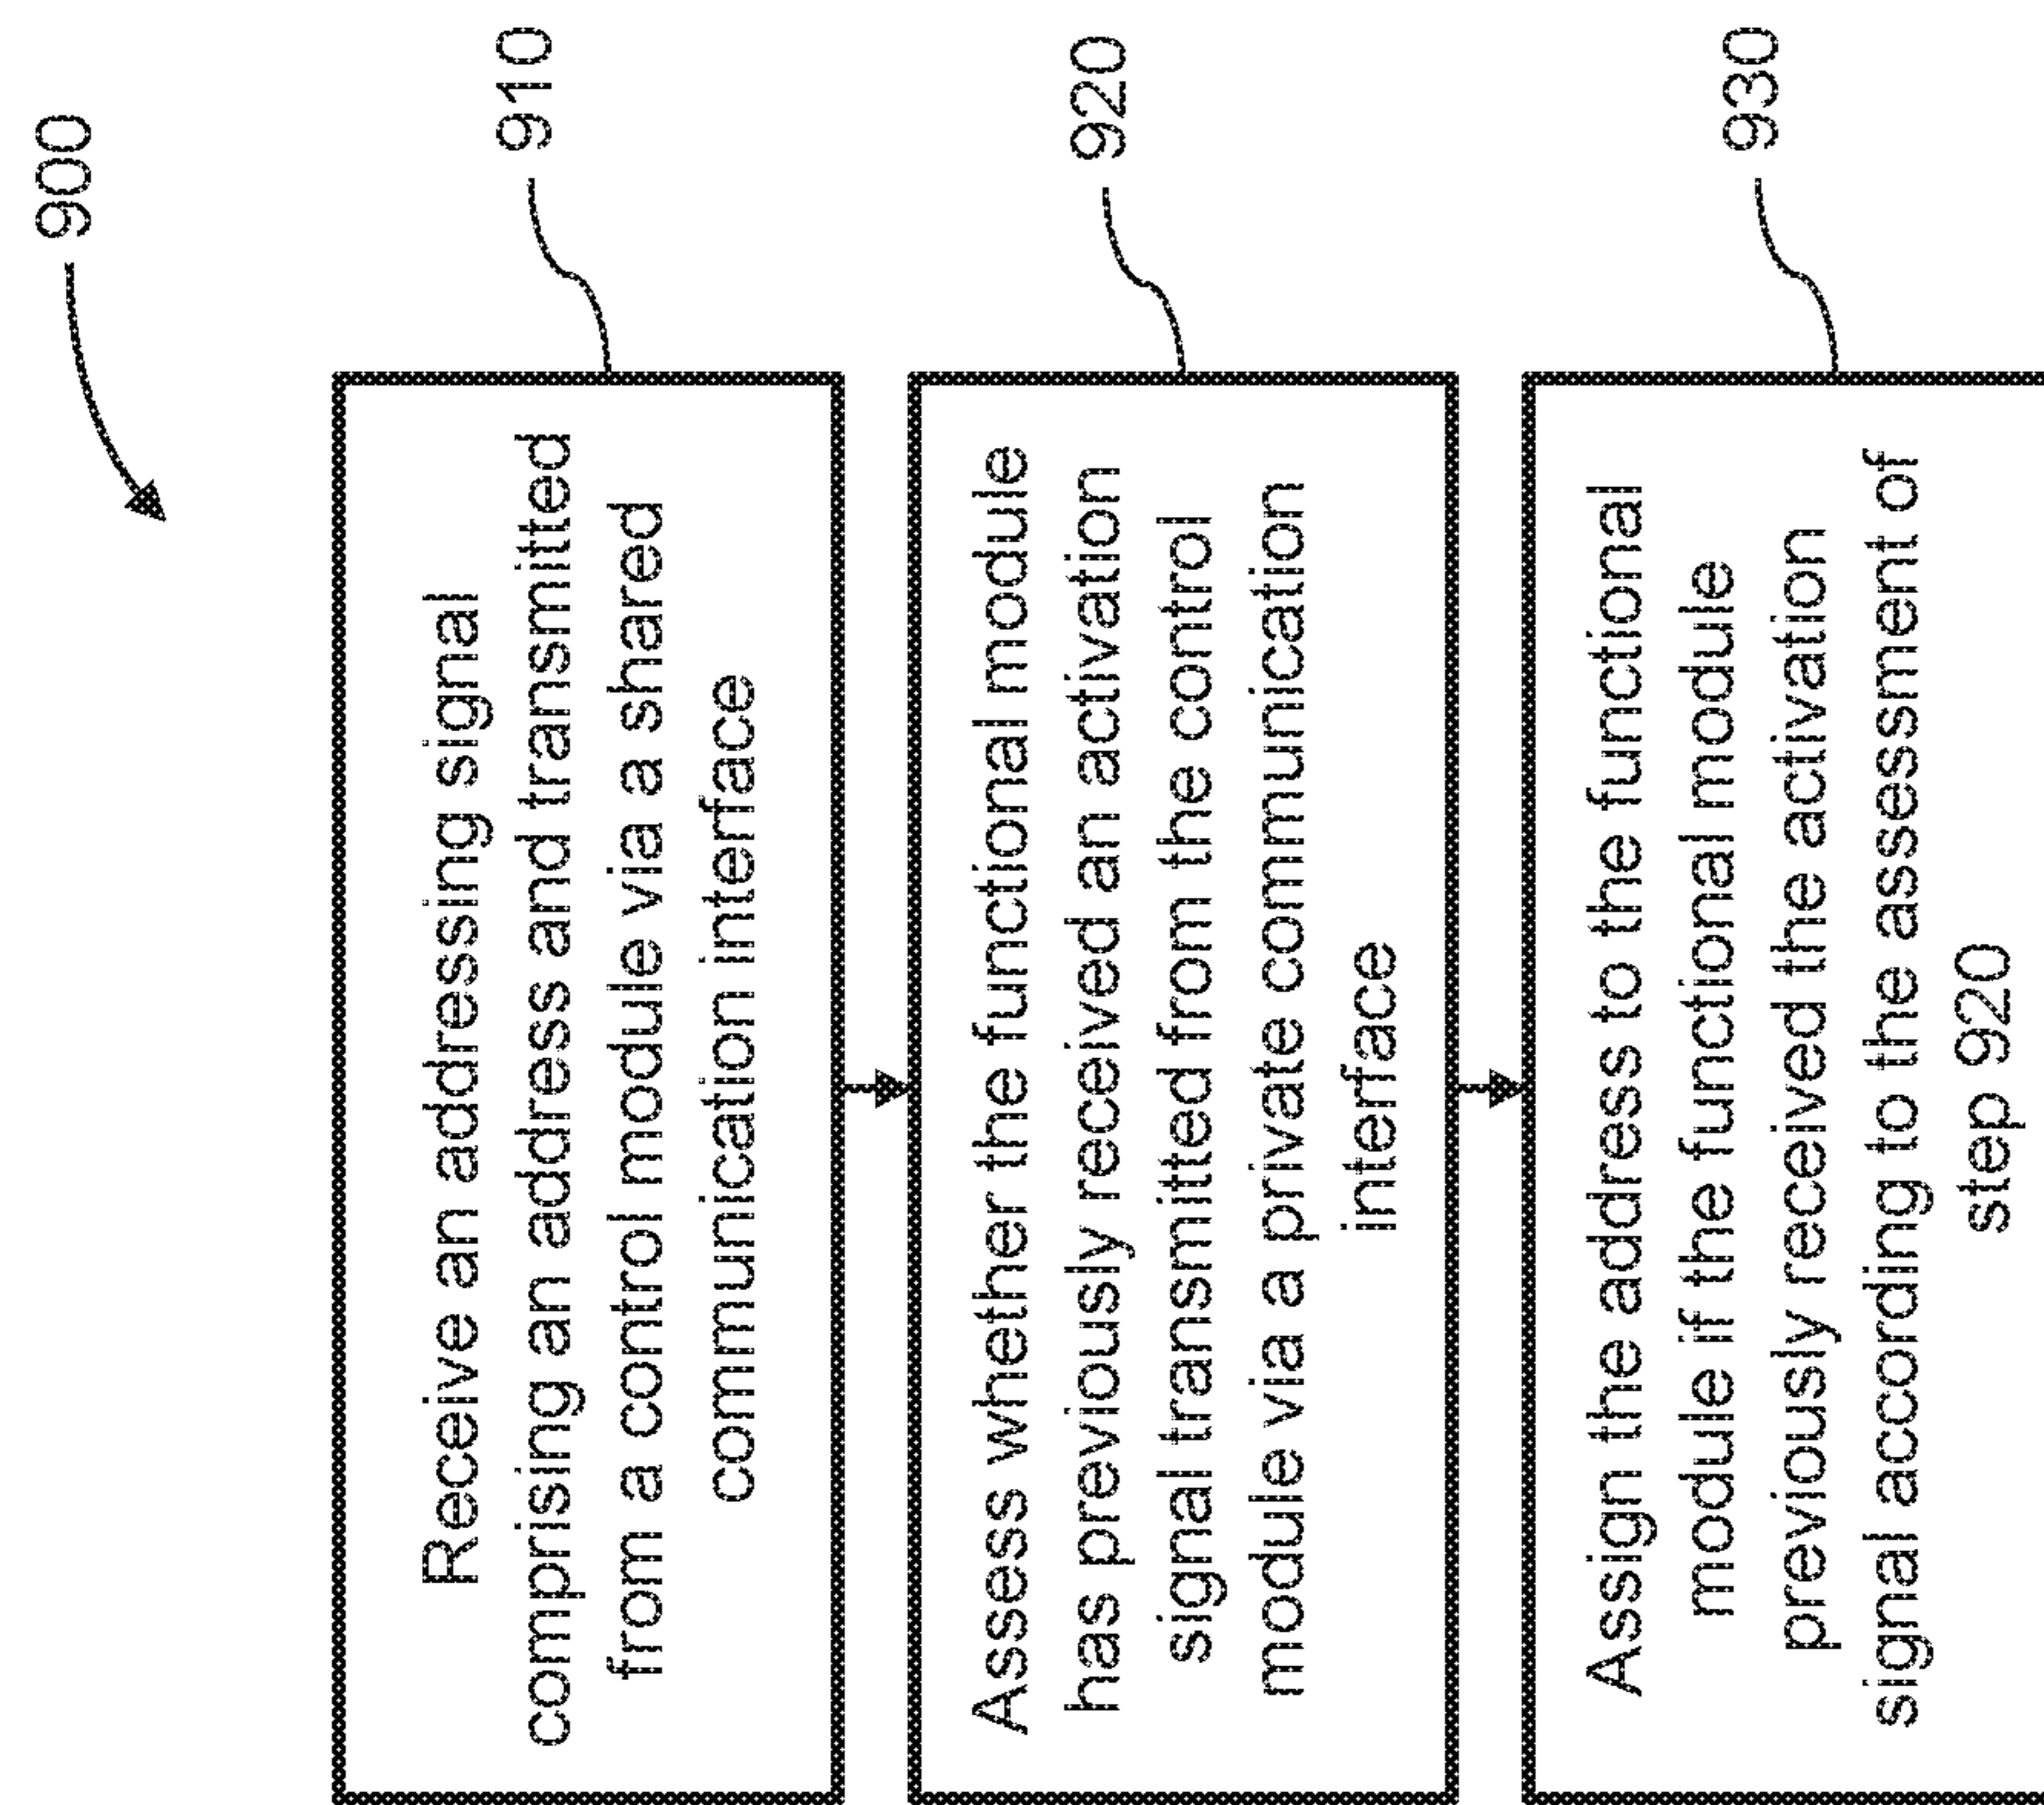 900
Receive an addressing signal
comprising an address and transmitted
from a control module via a shared
communication interface
910
Assess whether the functional module
has previously received an activation
signal transmitted from the control
module via a private communication
interface
920
Assign the address to the functional
module if the functional module
previously received the activation
signal according to the assessment of
step 920
930